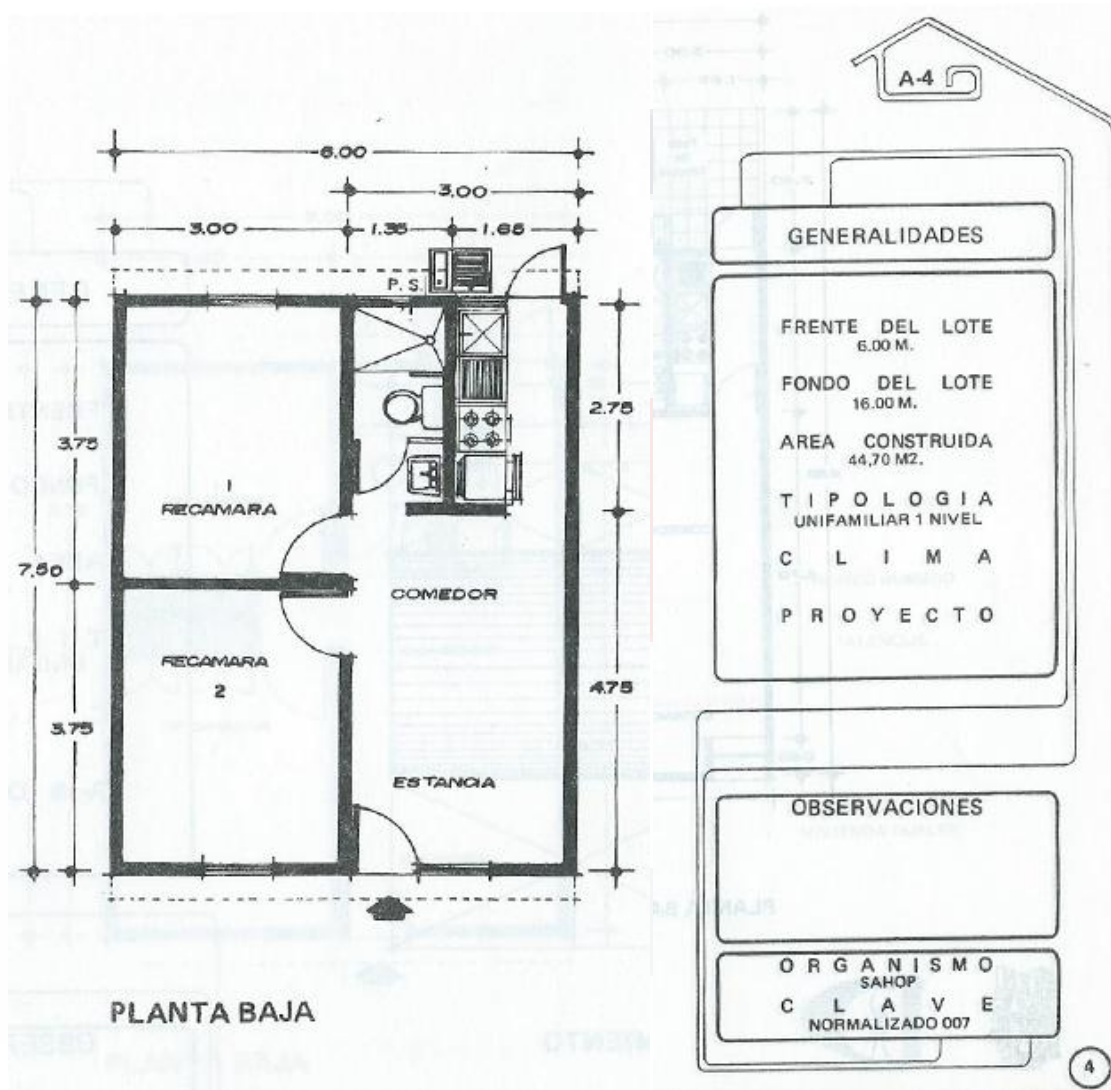 6.00
3.00
3.00
1.35
1.65
P. S.
3.75
2.75
1
RECAMARA
7.50
COMEDOR
RECAMARA
2
4.75
3.75
ESTANCIA
PLANTA BAJA
A-4
GENERALIDADES
FRENTE DEL LOTE
6.00 M.
FONDO DEL LOTE
16.00 M.
AREA CONSTRUIDA
44,70 M2.
TIPOLOGIA
UNIFAMILIAR 1 NIVEL
CLIMA
PROYECTO
OBSERVACIONES
ORGANISMO
SAHOP
CLAVE
NORMALIZADO 007
4